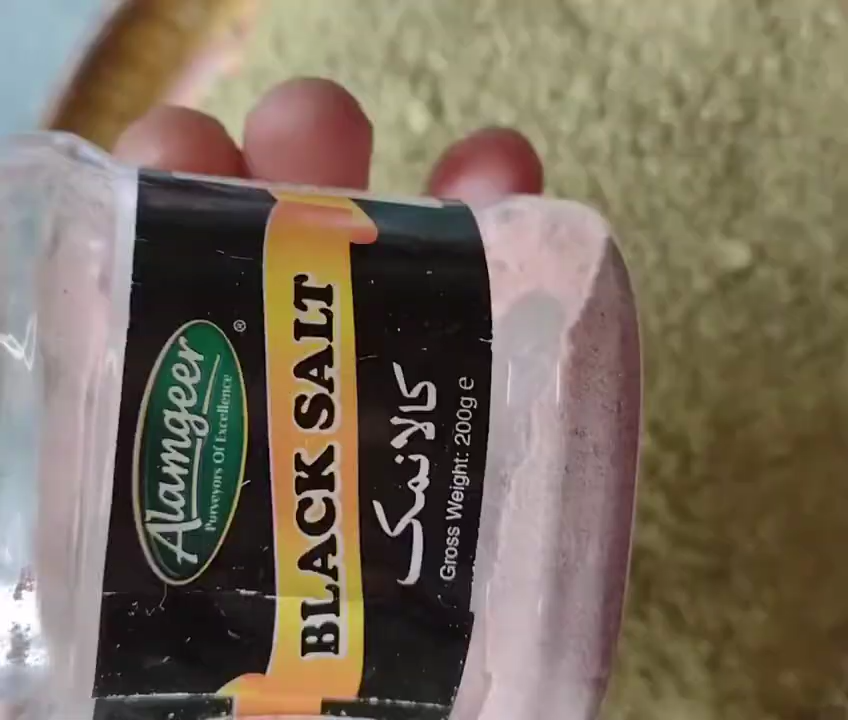 Alamgeer
®
Purveyors Of Excellence
BLACK SALT
کالا نمک
Gross Weight: 200g e